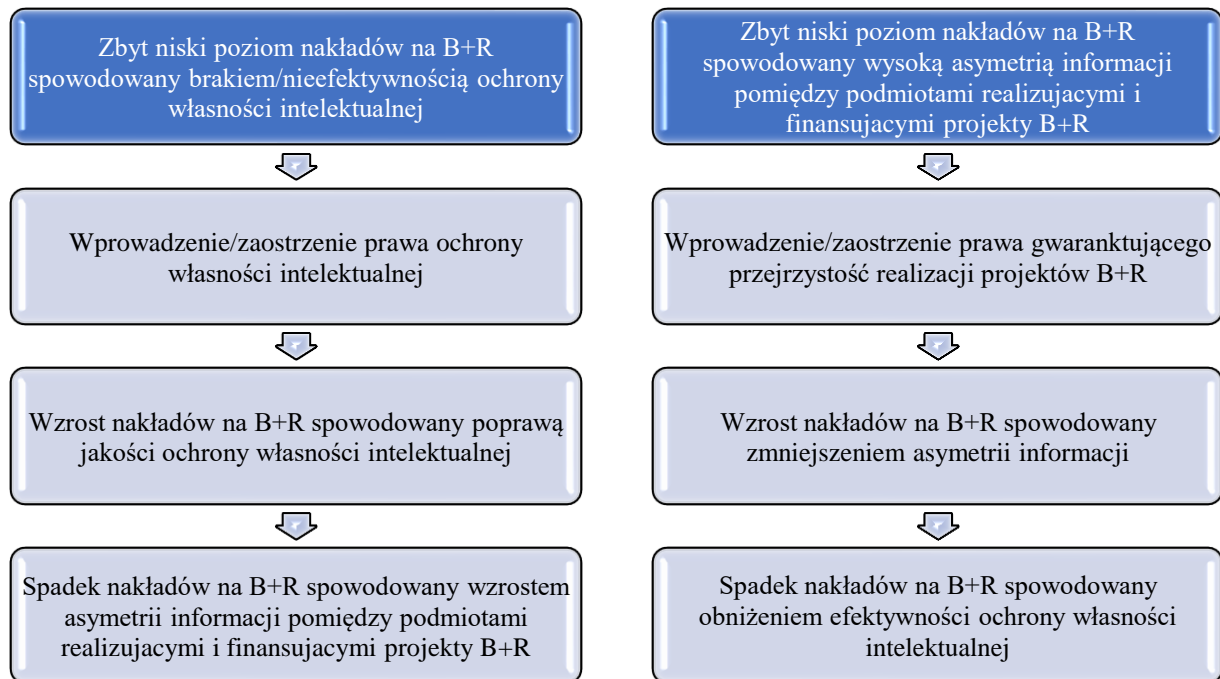 Zbyt niski poziom nakładów na B+R
spowodowany brakiem/nieefektywnością ochrony
własności intelektualnej
Wprowadzenie/zaostrzenie prawa ochrony
własności intelektualnej
Wzrost nakładów na B+R spowodowany poprawą
jakości ochrony własności intelektualnej
Spadek nakładów na B+R spowodowany wzrostem
asymetrii informacji pomiędzy podmiotami
realizujacymi i finansujacymi projekty B+R
Zbyt niski poziom nakładów na B+R
spowodowany wysoką asymetrią informacji
pomiędzy podmiotami realizujacymi i
finansujacymi projekty B+R
Wprowadzenie/zaostrzenie prawa gwaranktującego
przejrzystość realizacji projektów B+R
Wzrost nakładów na B+R spowodowany
zmniejszeniem asymetrii informacji
Spadek nakładów na B+R spowodowany
obniżeniem efektywności ochrony własności
intelektualnej